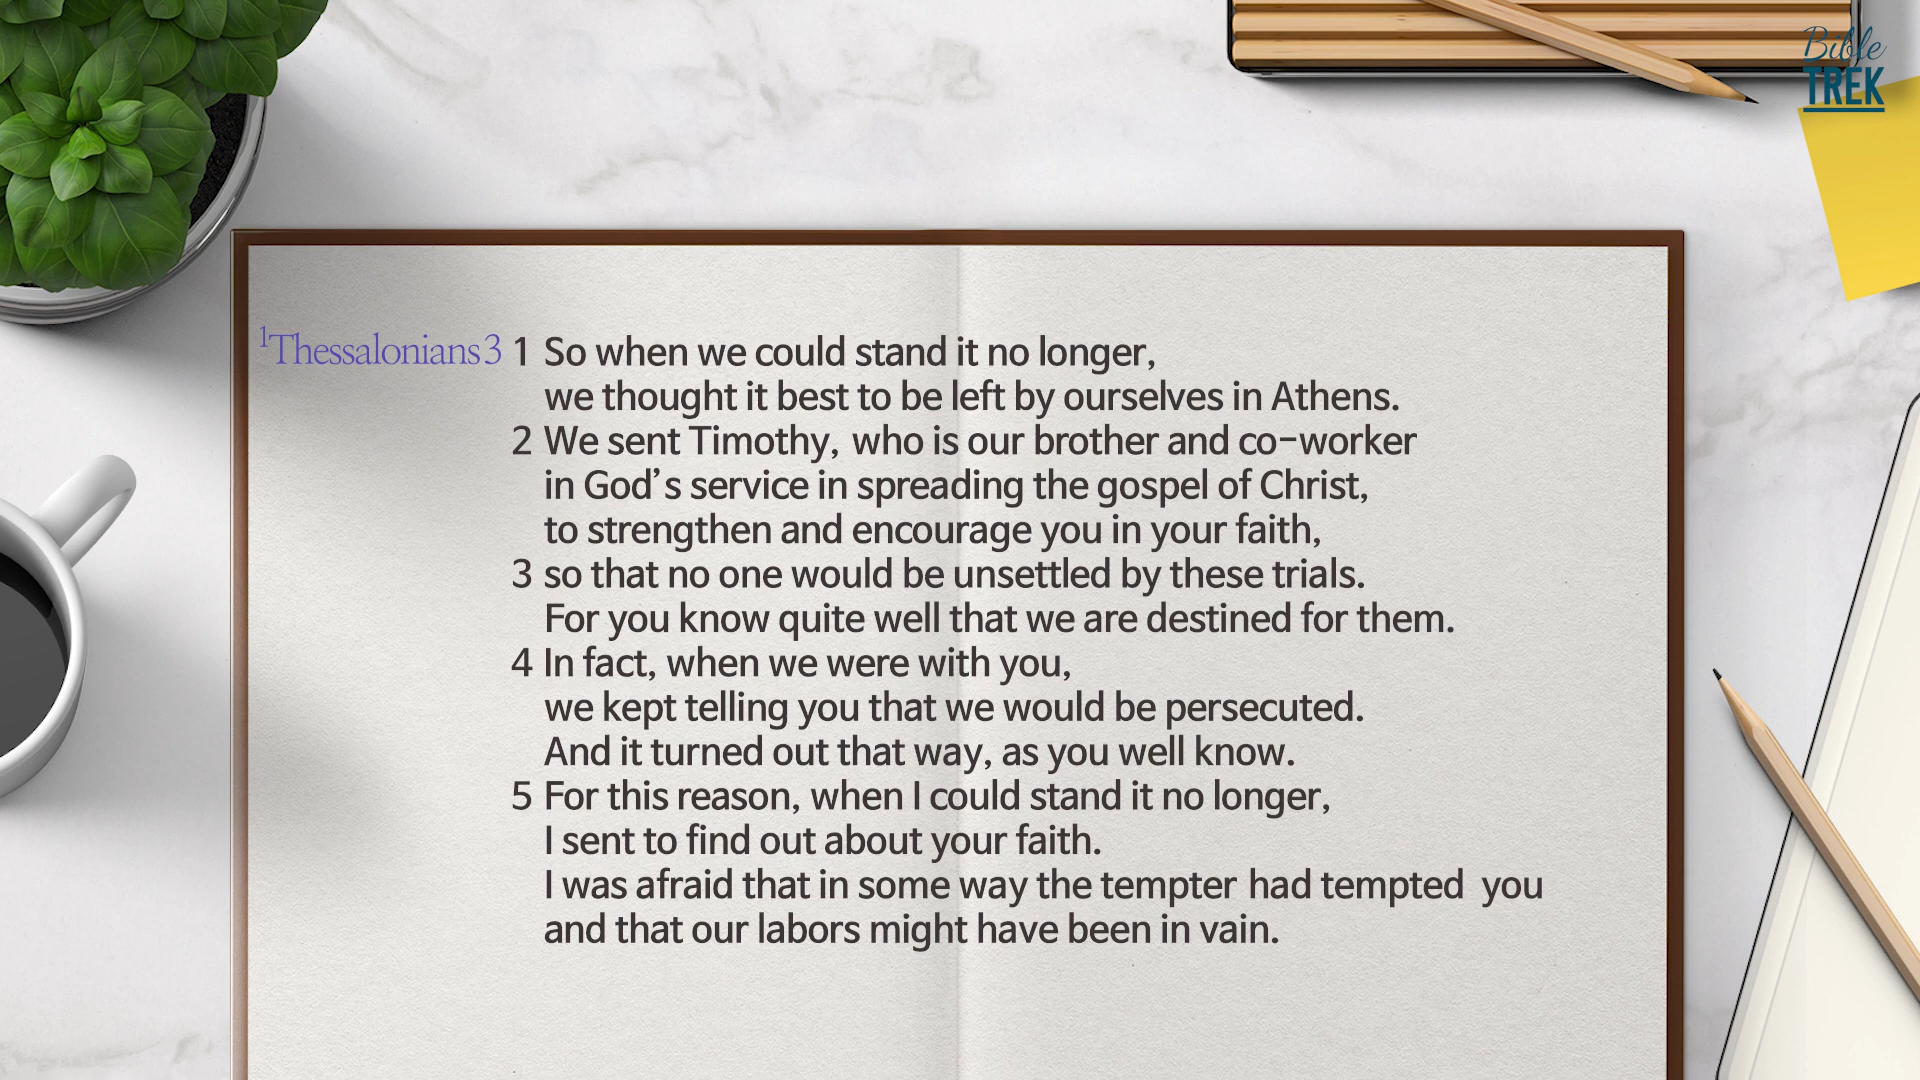 Bible
TREK
1Thessalonians 3 1 So when we could stand it no longer,
we thought it best to be left by ourselves in Athens.
2 We sent Timothy, who is our brother and co-worker
in God's service in spreading the gospel of Christ,
to strengthen and encourage you in your faith,
3 so that no one would be unsettled by these trials.
For you know quite well that we are destined for them.
4 In fact, when we were with you,
we kept telling you that we would be persecuted.
And it turned out that way, as you well know.
5 For this reason, when I could stand it no longer,
I sent to find out about your faith.
I was afraid that in some way the tempter had tempted you
and that our labors might have been in vain.